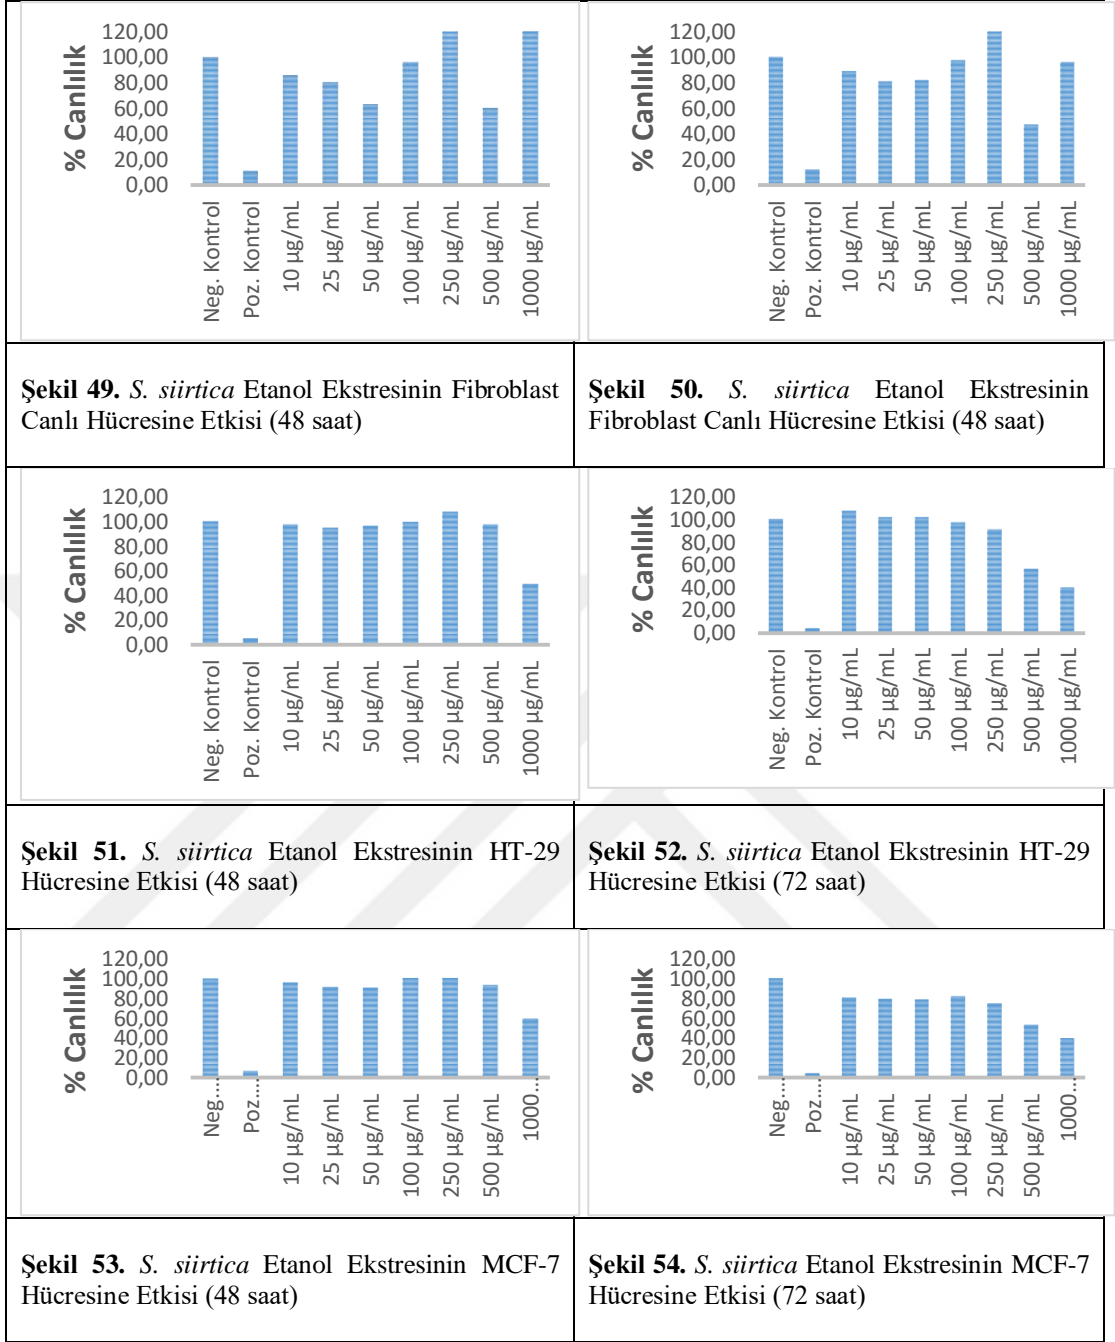 % Canlılık
120,00
100,00
80,00
60,00
40,00
20,00
0,00
Neg. Kontrol
Poz. Kontrol
10 µg/mL
25 µg/mL
50 µg/mL
100 µg/mL
250 µg/mL
500 µg/mL
1000 µg/mL
% Canlılık
120,00
100,00
80,00
60,00
40,00
20,00
0,00
Neg. Kontrol
Poz. Kontrol
10 µg/mL
25 µg/mL
50 µg/mL
100 µg/mL
250 µg/mL
500 µg/mL
1000 µg/mL
Şekil 49. S. siirtica Etanol Ekstresinin Fibroblast
Canlı Hücresine Etkisi (48 saat)
Şekil 50. S. siirtica Etanol Ekstresinin
Fibroblast Canlı Hücresine Etkisi (48 saat)
% Canlılık
120,00
100,00
80,00
60,00
40,00
20,00
0,00
Neg. Kontrol
Poz. Kontrol
10 µg/mL
25 µg/mL
50 µg/mL
100 µg/mL
250 µg/mL
500 µg/mL
1000 µg/mL
% Canlılık
120,00
100,00
80,00
60,00
40,00
20,00
0,00
Neg. Kontrol
Poz. Kontrol
10 µg/mL
25 µg/mL
50 µg/mL
100 µg/mL
250 µg/mL
500 µg/mL
1000 µg/mL
Şekil 51. S. siirtica Etanol Ekstresinin HT-29
Hücresine Etkisi (48 saat)
Şekil 52. S. siirtica Etanol Ekstresinin HT-29
Hücresine Etkisi (72 saat)
% Canlılık
120,00
100,00
80,00
60,00
40,00
20,00
0,00
Neg.…
Poz.…
10 µg/mL
25 µg/mL
50 µg/mL
100 µg/mL
250 µg/mL
500 µg/mL
1000…
% Canlılık
120,00
100,00
80,00
60,00
40,00
20,00
0,00
Neg.…
Poz.…
10 µg/mL
25 µg/mL
50 µg/mL
100 µg/mL
250 µg/mL
500 µg/mL
1000…
Şekil 53. S. siirtica Etanol Ekstresinin MCF-7
Hücresine Etkisi (48 saat)
Şekil 54. S. siirtica Etanol Ekstresinin MCF-7
Hücresine Etkisi (72 saat)